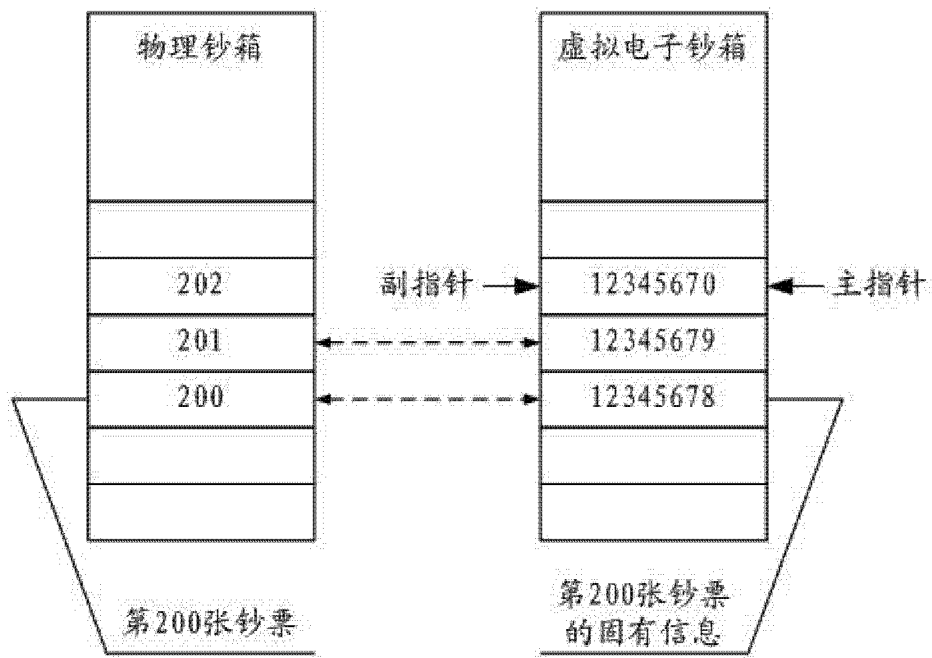 物理钞箱
虚拟电子钞箱
202
副指针
12345670
主指针
201
12345679
200
12345678
第200张钞票
第200张钞票
的固有信息